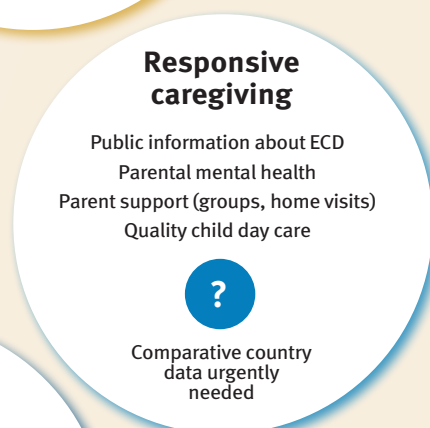 Responsive
caregiving
Public information about ECD
Parental mental health
Parent support (groups, home visits)
Quality child day care
?
Comparative country
data urgently
needed